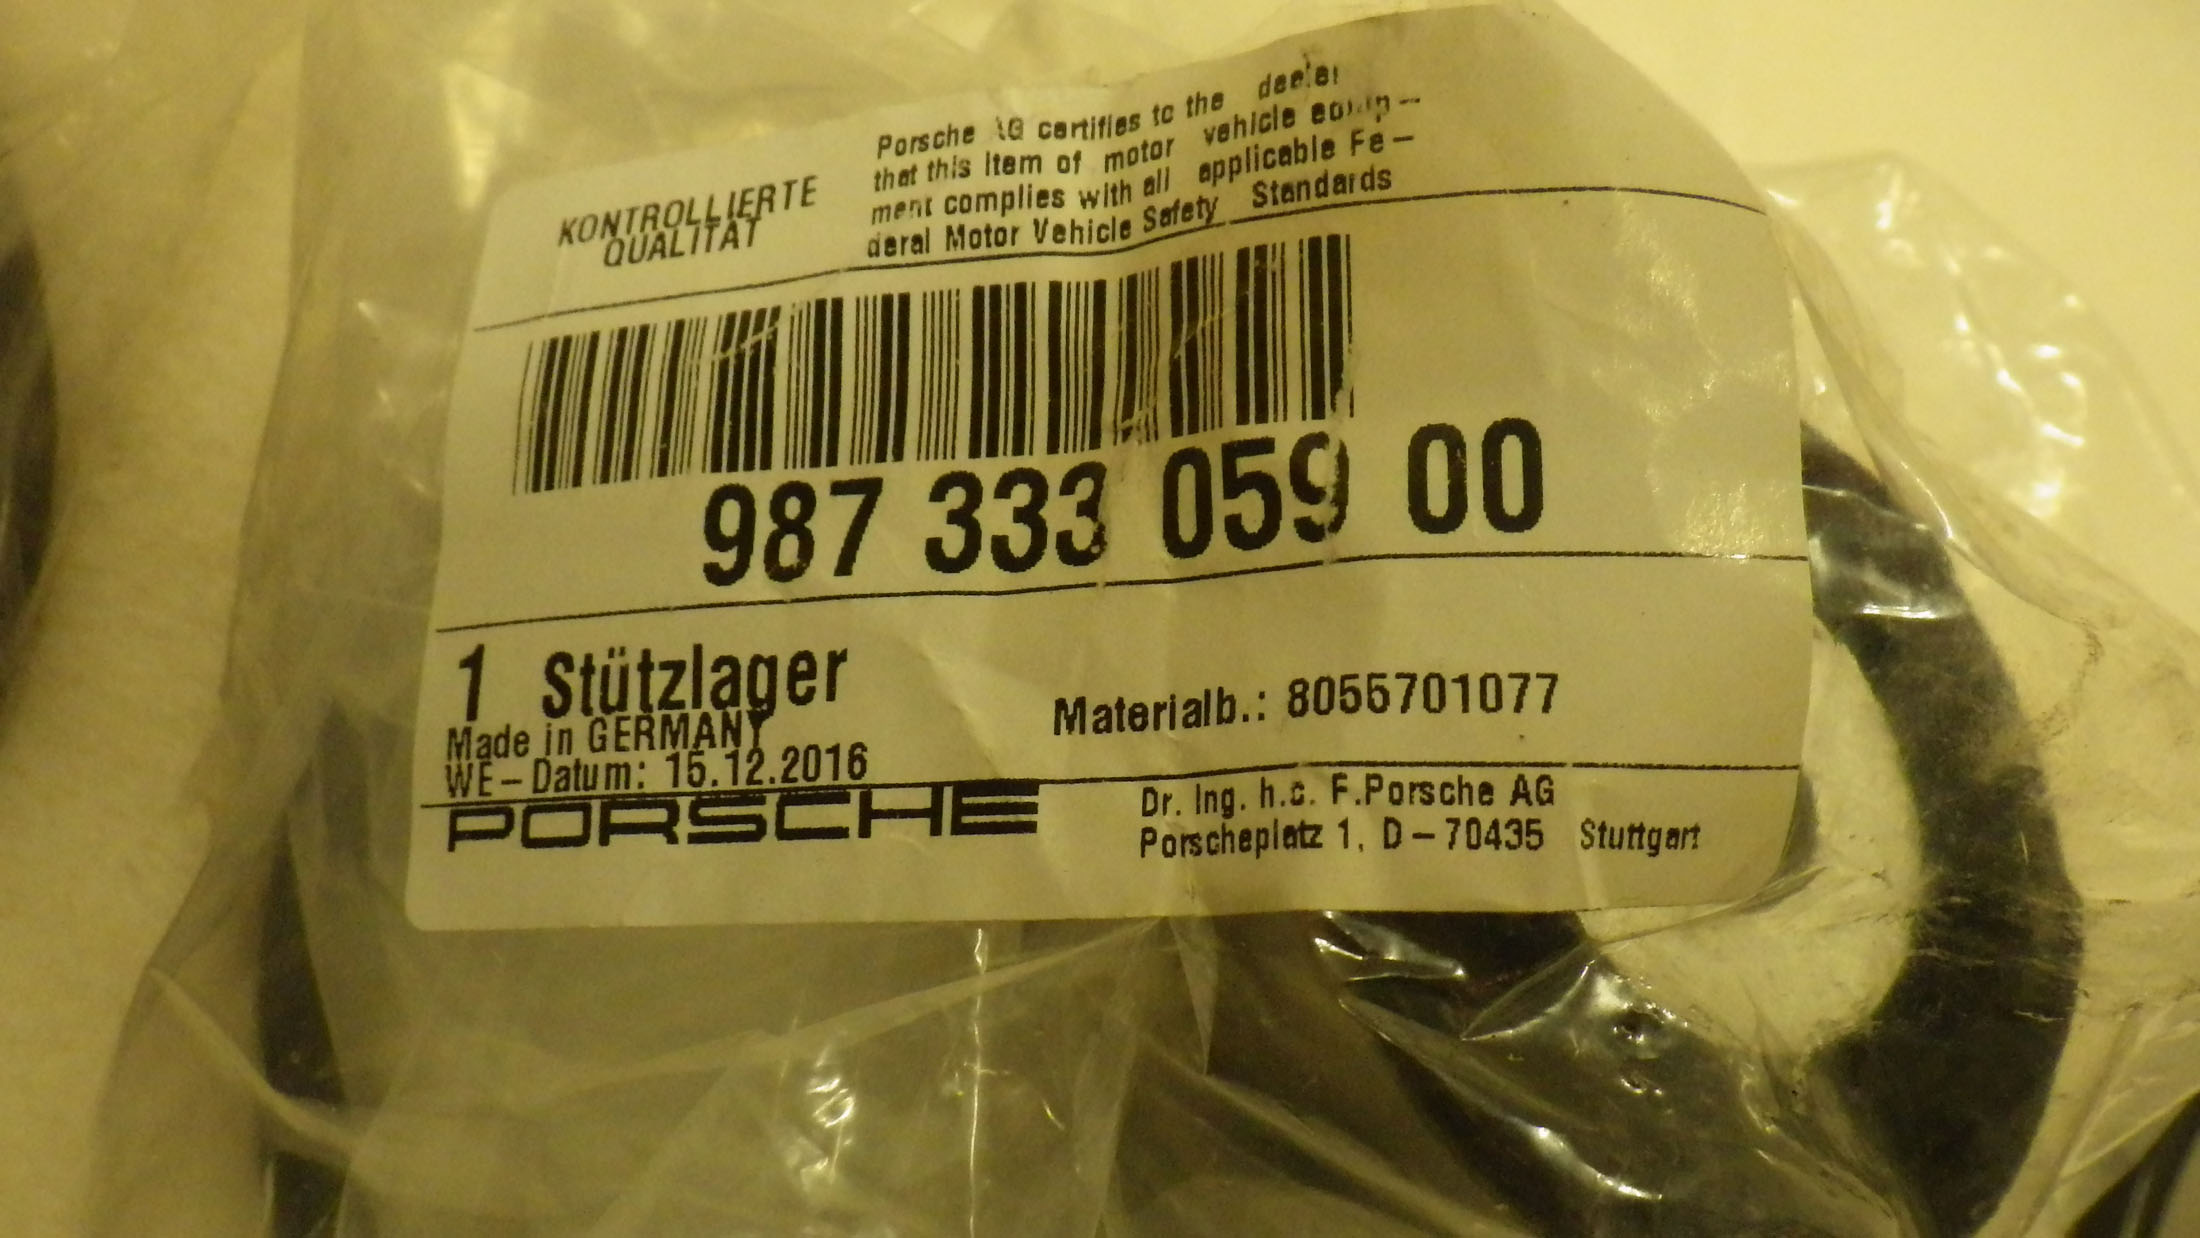 KONTROLLIERTE
QUALITÄT
Porsche AG certifies to the dealer
that this item of motor vehicle equip-
ment complies with all applicable Fe-
deral Motor Vehicle Safety Standards
987 333 059 00
1 Stützlager
Made in GERMANY
WE-Datum: 15.12.2016
Materialb.: 8055701077
PORSCHE
Dr. Ing. h.c. F.Porsche AG
Porscheplatz 1, D-70435 Stuttgart